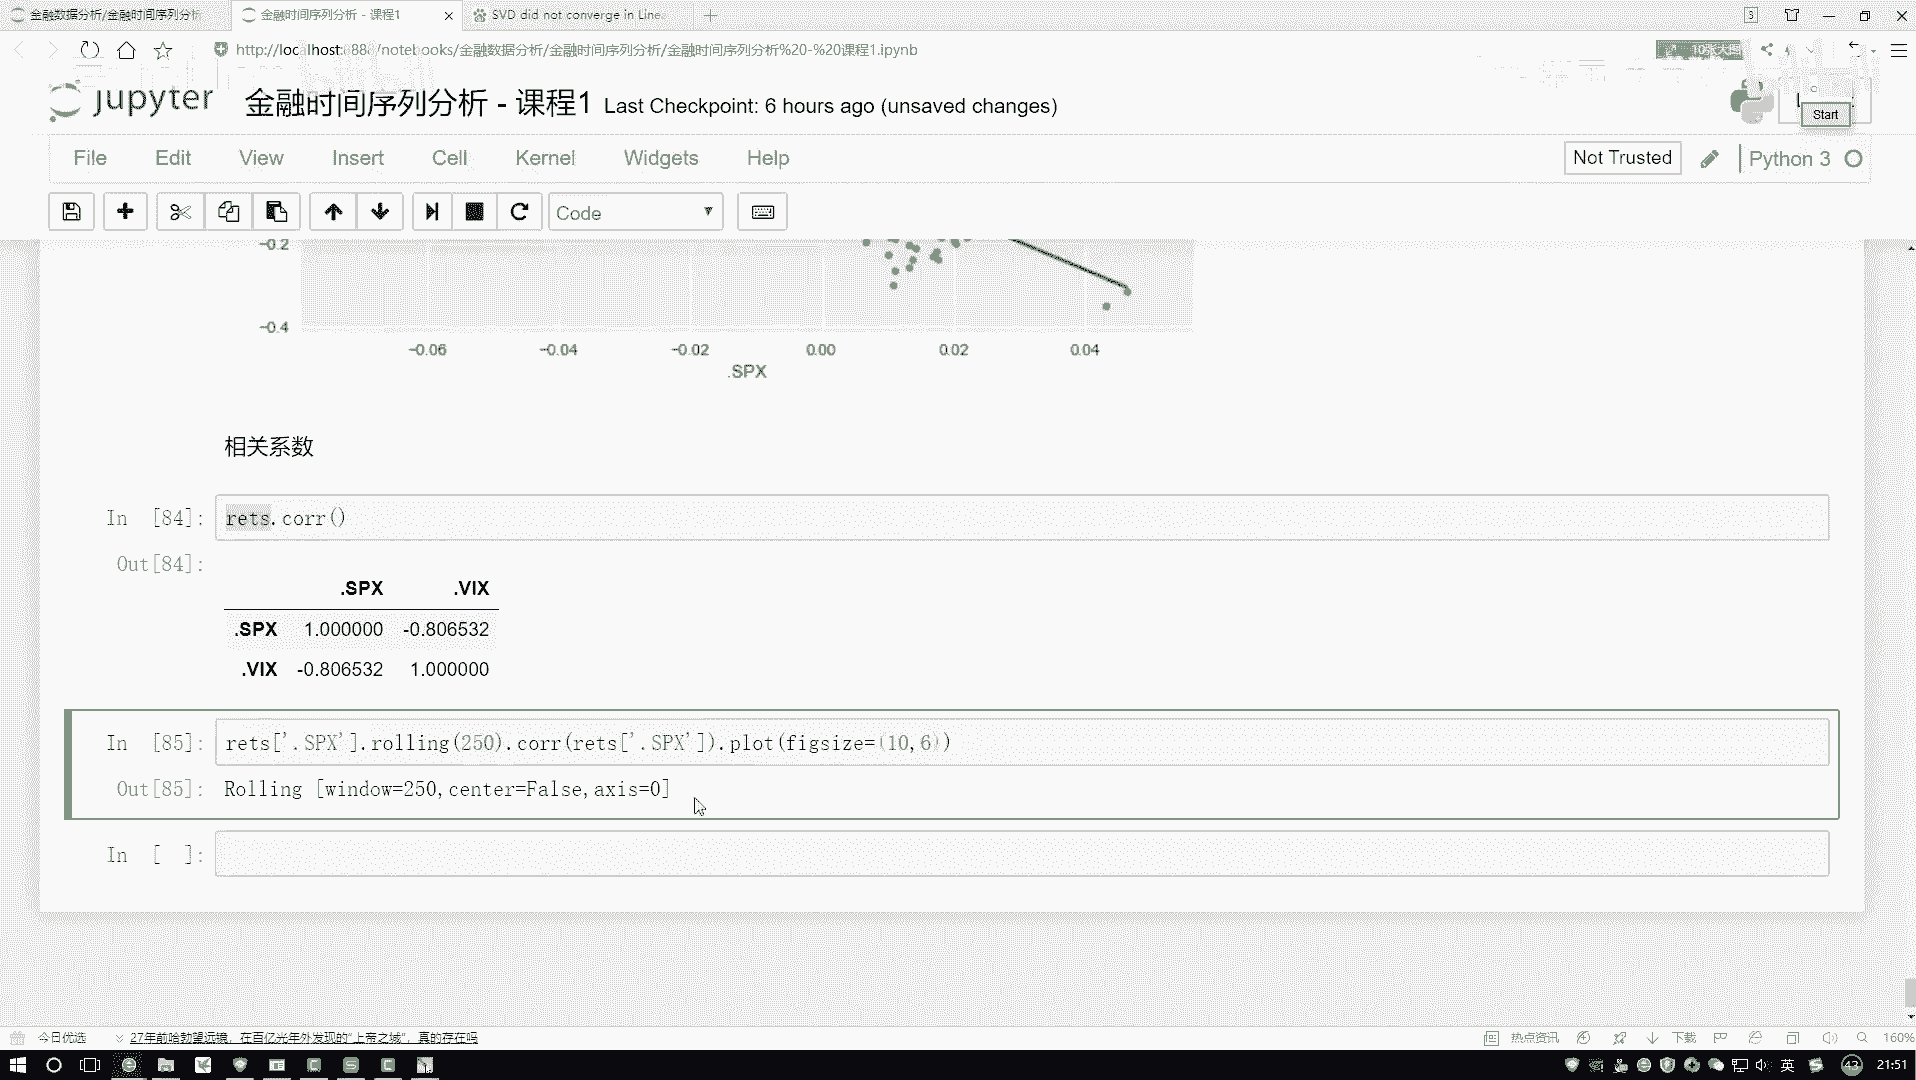 金融数据分析/金融时间序列分析
金融时间序列分析 - 课程1
SVD did not converge in Linea
3
http://localhost:888/notebooks/金融数据分析/金融时间序列分析/金融时间序列分析%20-%20课程1.ipynb
10张大图
jupyter 金融时间序列分析 - 课程1 Last Checkpoint: 6 hours ago (unsaved changes)
Start
File Edit View Insert Cell Kernel Widgets Help
Not Trusted
Python 3
Code
−0.2
−0.4
−0.06 −0.04 −0.02 0.00 0.02 0.04
.SPX
相关系数
In [84]: rets.corr()
Out[84]:
.SPX .VIX
.SPX 1.000000 -0.806532
.VIX -0.806532 1.000000
In [85]: rets['.SPX'].rolling(250).corr(rets['.SPX']).plot(figsize=(10,6))
Out[85]: Rolling [window=250,center=False,axis=0]
In [ ]:
今日优选
27年前哈勃望远镜，在百亿光年外发现的“上帝之城”，真的存在吗
热点资讯
下载
160%
英
43
21:51